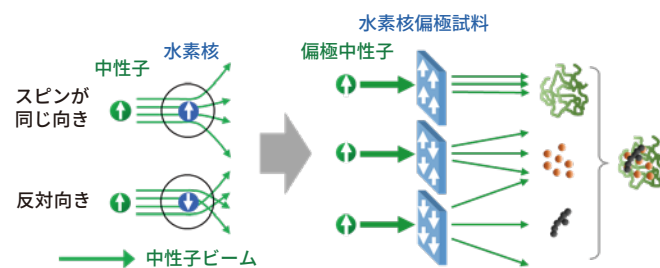 水素核偏極試料
水素核
偏極中性子
中性子
スピンが
同じ向き
反対向き
中性子ビーム